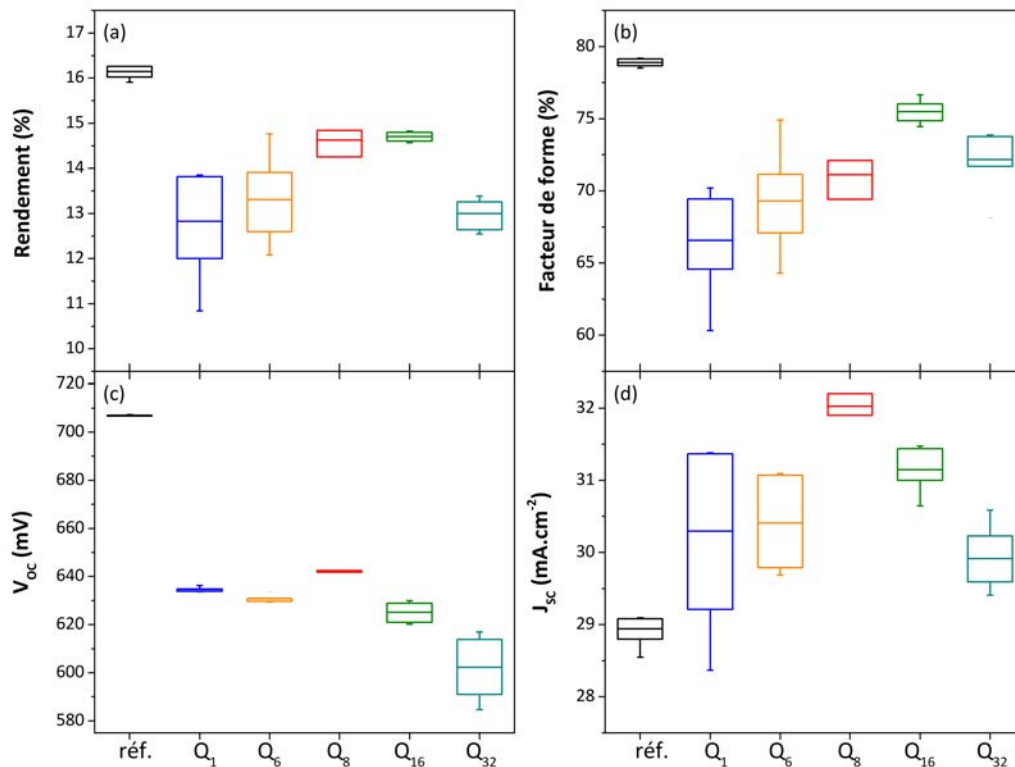 (a)
Rendement (%)
17
16
15
14
13
12
11
10
(b)
Facteur de forme (%)
80
75
70
65
60
(c)
V_oc (mV)
720
700
680
660
640
620
600
580
réf. Q_1 Q_6 Q_8 Q_16 Q_32
(d)
J_sc (mA.cm^-2)
32
31
30
29
28
réf. Q_1 Q_6 Q_8 Q_16 Q_32